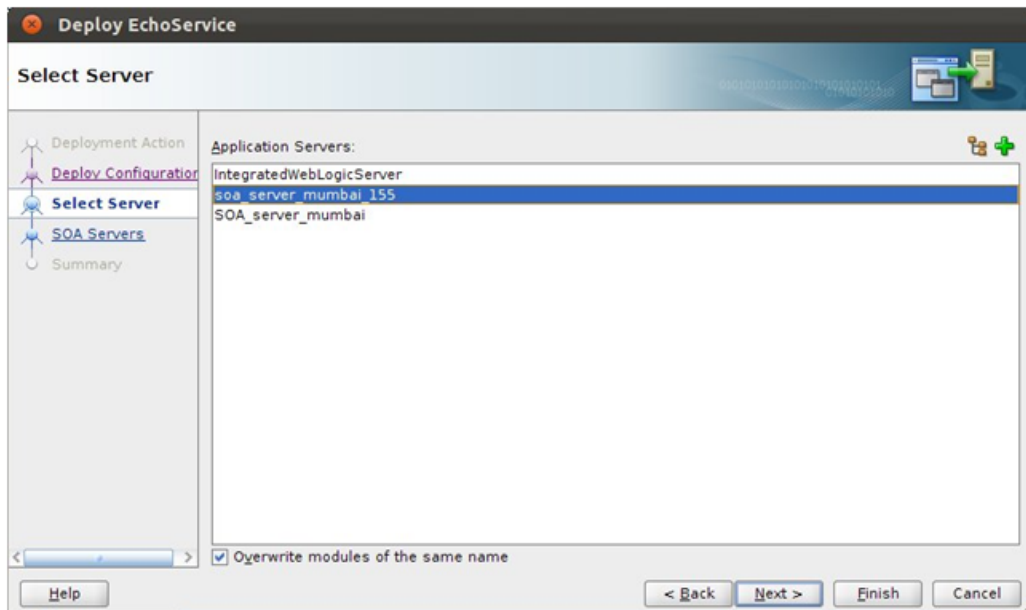 Deploy EchoService
Select Server
Deployment Action
Deploy Configuration
Select Server
SOA Servers
Summary
Application Servers:
IntegratedWebLogicServer
soa_server_mumbai_155
SOA_server_mumbai
Overwrite modules of the same name
Help
< Back
Next >
Finish
Cancel